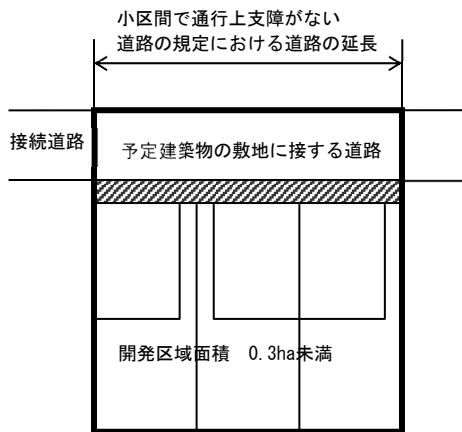 小区間で通行上支障がない
道路の規定における道路の延長
接続道路
予定建築物の敷地に接する道路
開発区域面積　0.3ha未満